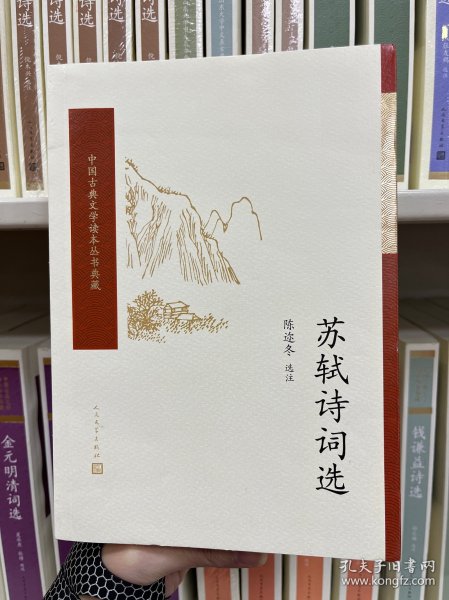 中国古典文学读本丛书典藏
苏轼诗词选
陈迩冬 选注
人民文学出版社
金元明清词选
钱谦益诗选
诗选
孔夫子旧书网
www.kongfz.com